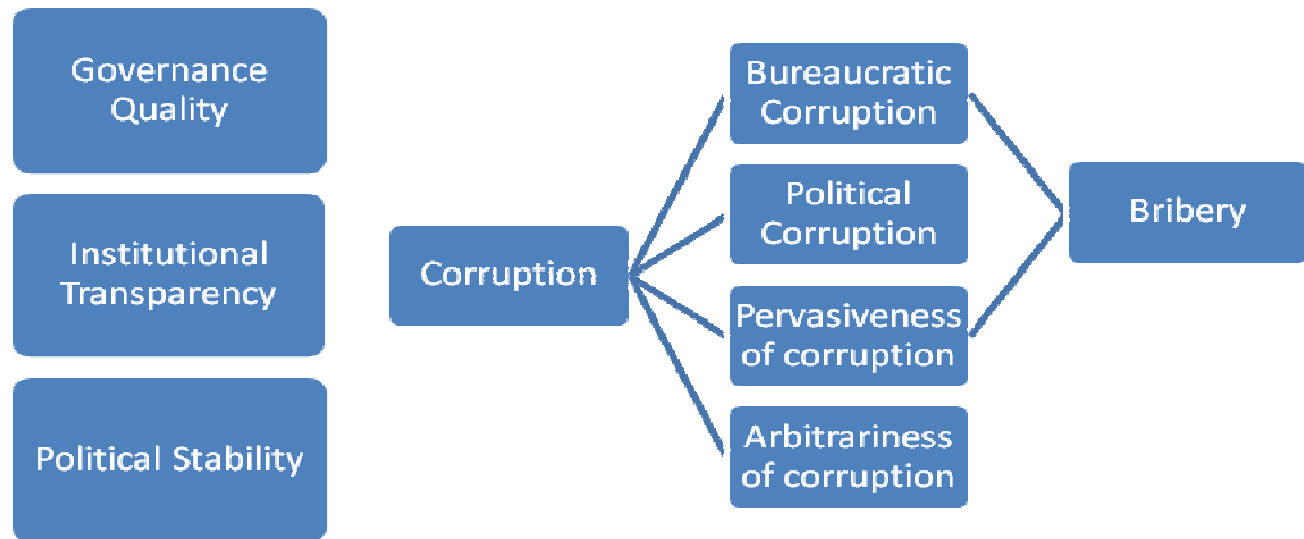 Governance
Quality
Institutional
Transparency
Political Stability
Corruption
Bureaucratic
Corruption
Political
Corruption
Pervasiveness
of corruption
Arbitrariness
of corruption
Bribery